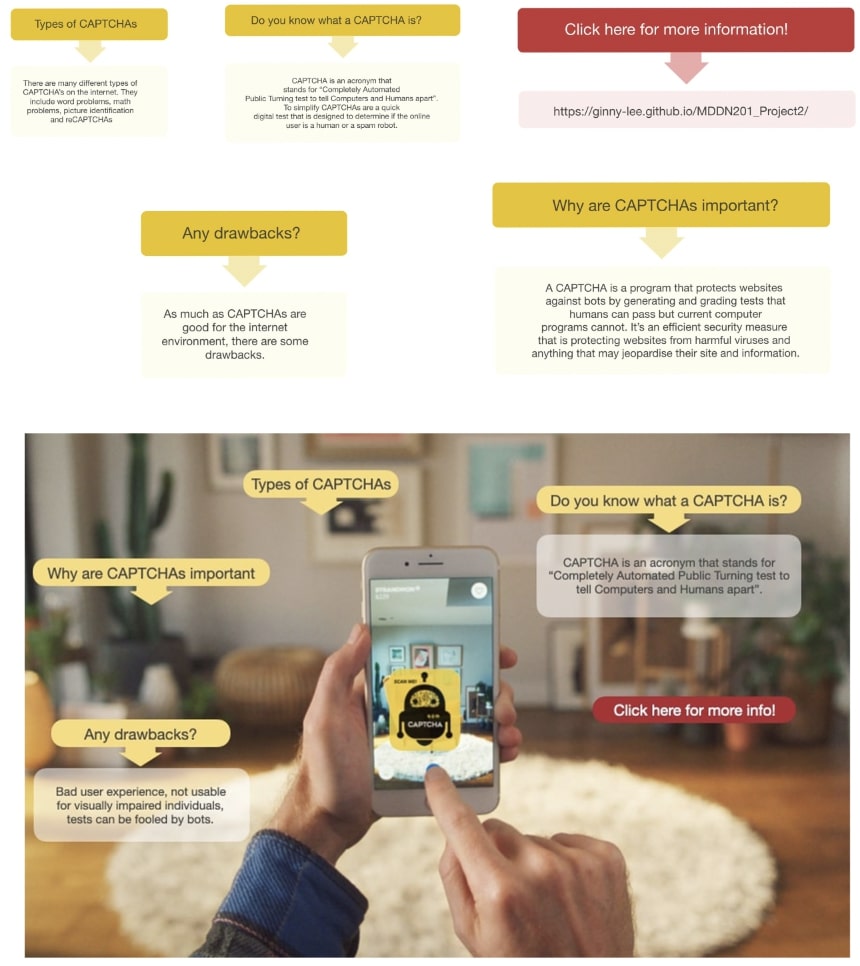 Types of CAPTCHAs
There are many different types of
CAPTCHA's on the internet. They
include word problems, math
problems, picture identification
and reCAPTCHAs
Do you know what a CAPTCHA is?
CAPTCHA is an acronym that
stands for “Completely Automated
Public Turning test to tell Computers and Humans apart”.
To simplify CAPTCHAs are a quick
digital test that is designed to determine if the online
user is a human or a spam robot.
Click here for more information!
https://ginny-lee.github.io/MDDN201_Project2/
Any drawbacks?
As much as CAPTCHAs are
good for the internet
environment, there are some
drawbacks.
Why are CAPTCHAs important?
A CAPTCHA is a program that protects websites
against bots by generating and grading tests that
humans can pass but current computer
programs cannot. It’s an efficient security measure
that is protecting websites from harmful viruses and
anything that may jeopardise their site and information.
Types of CAPTCHAs
Do you know what a CAPTCHA is?
CAPTCHA is an acronym that stands for
“Completely Automated Public Turning test to
tell Computers and Humans apart”.
Why are CAPTCHAs important
STRANDMON
SCAN ME!
CAPTCHA
Click here for more info!
Any drawbacks?
Bad user experience, not usable
for visually impaired individuals,
tests can be fooled by bots.